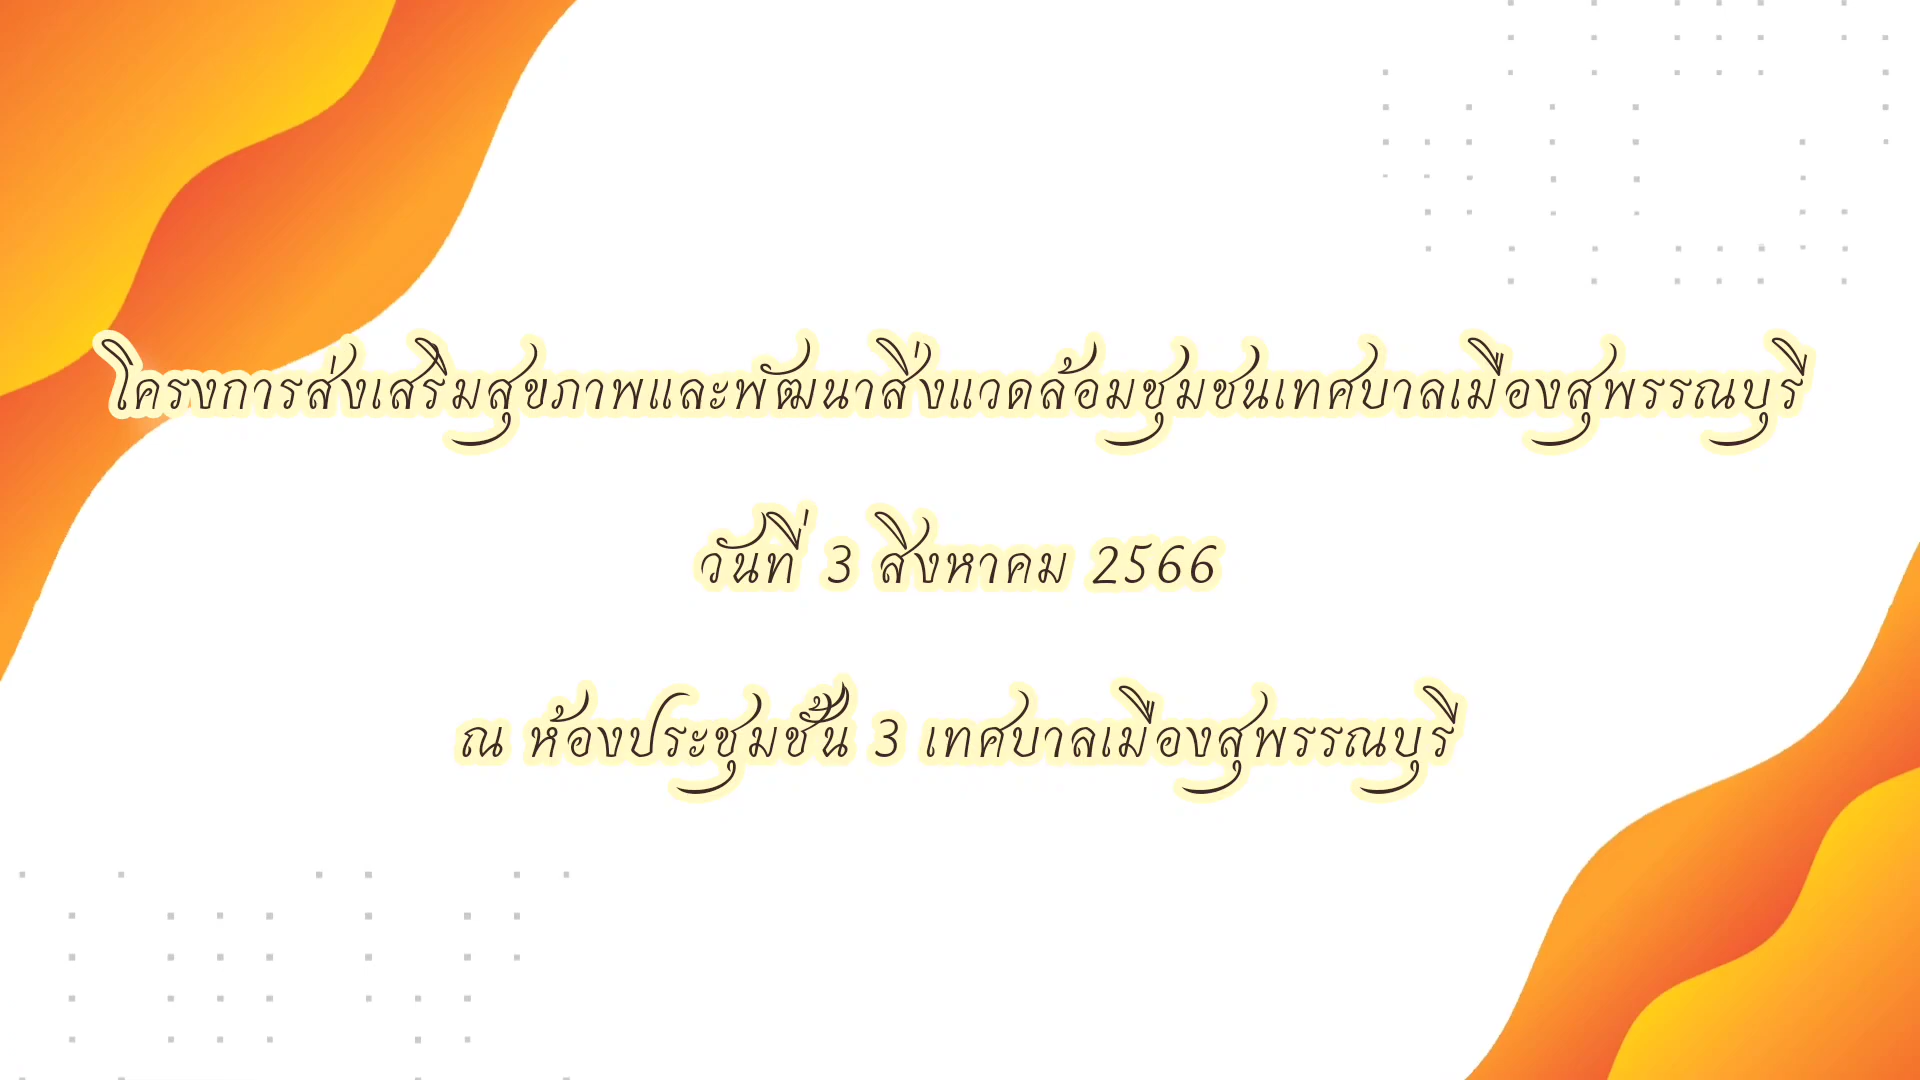 โครงการส่งเสริมสุขภาพและพัฒนาสิ่งแวดล้อมชุมชนเทศบาลเมืองสุพรรณบุรี
วันที่ 3 สิงหาคม 2566
ณ ห้องประชุมชั้น 3 เทศบาลเมืองสุพรรณบุรี